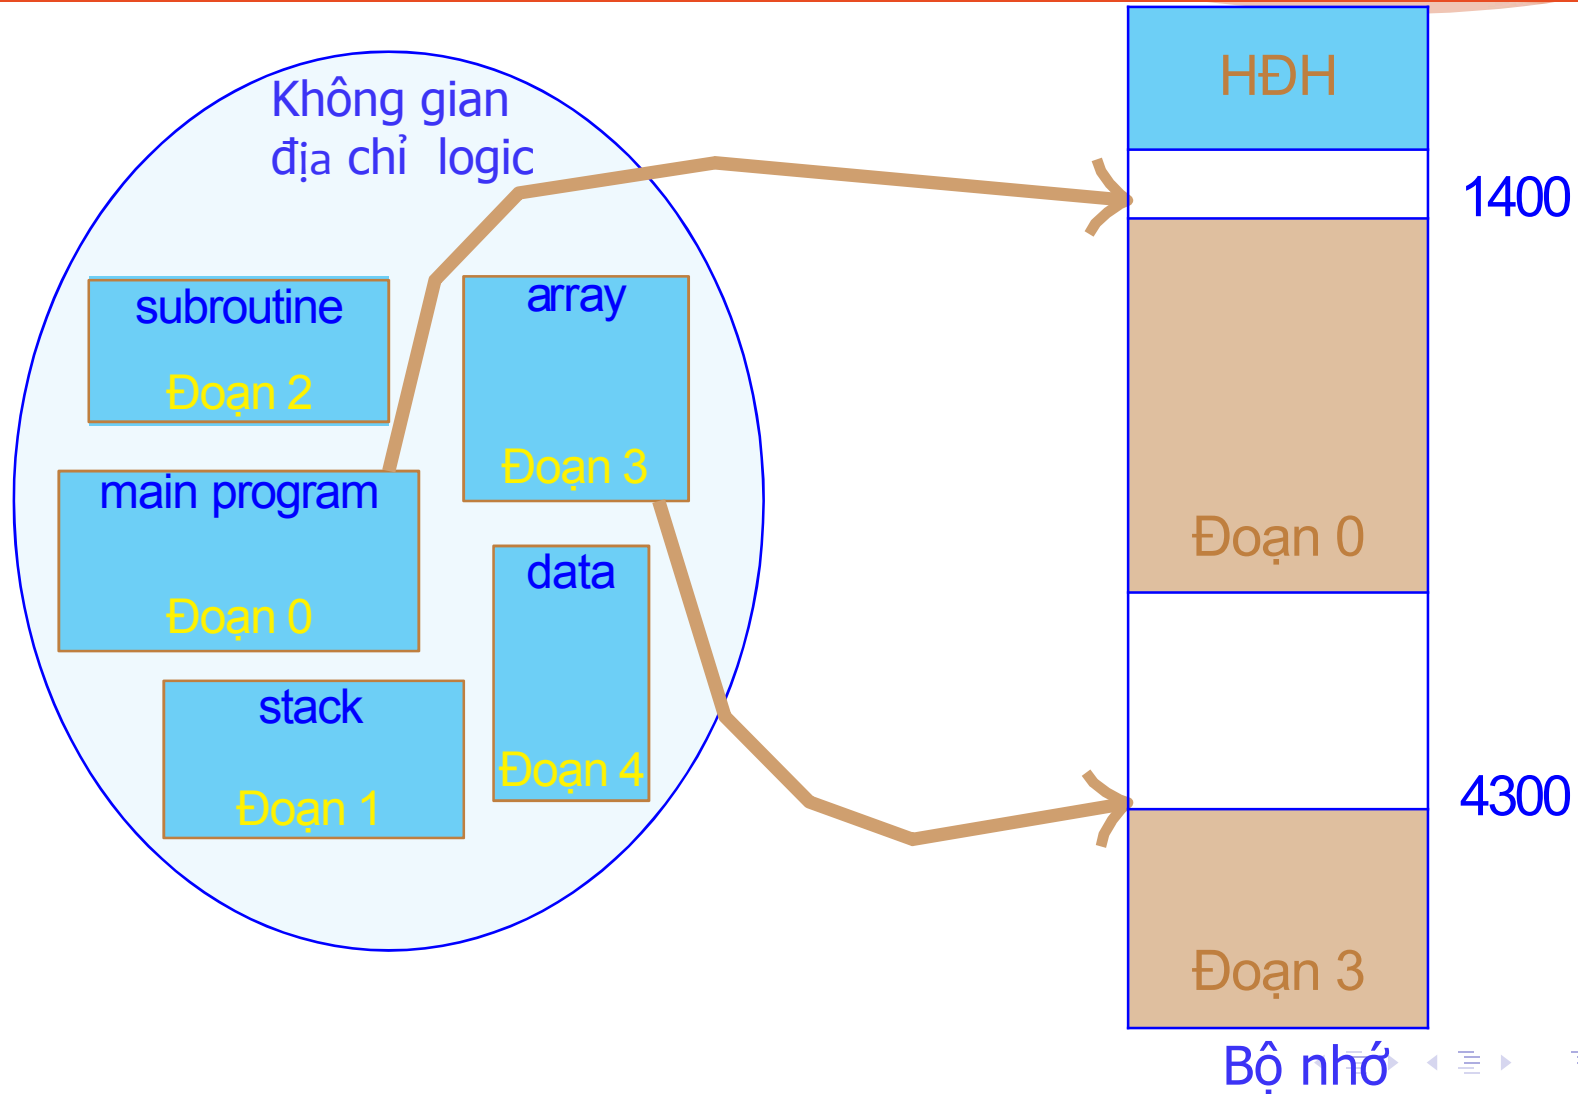 Không gian
địa chỉ logic
subroutine
Đoạn 2
array
Đoạn 3
main program
Đoạn 0
data
Đoạn 4
stack
Đoạn 1
HĐH
1400
Đoạn 0
4300
Đoạn 3
Bộ nhớ